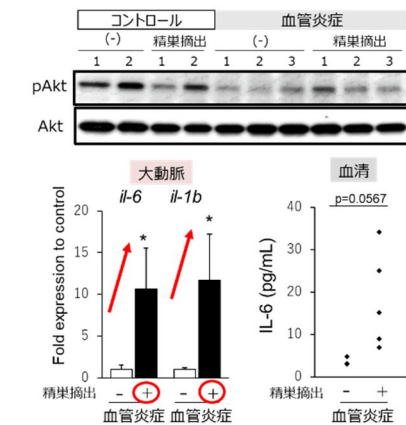 コントロール 血管炎症
(-) 精巣摘出 (-) 精巣摘出
1 2 1 2 1 2 3 1 2 3
pAkt
Akt
大動脈 血清
il-6 il-1b
p=0.0567
Fold expression to control
20
15
10
5
0
* *
IL-6 (pg/mL)
40
30
20
10
0
精巣摘出 - + - +
血管炎症 血管炎症
精巣摘出 - +
血管炎症